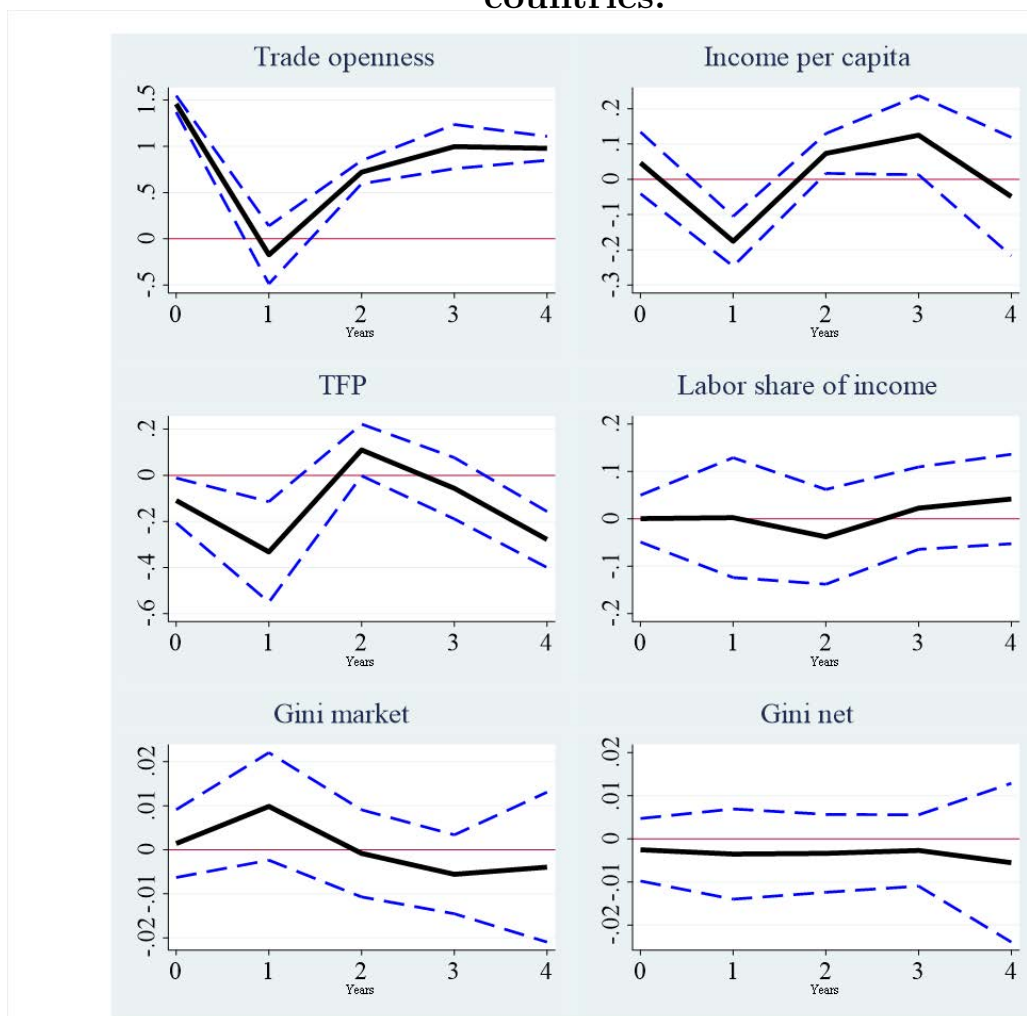 countries.
Trade openness
Income per capita
1.5
1
.5
0
-.5
0 1 2 3 4
Years
.2
.1
0
-.1
-.2
-.3
0 1 2 3 4
Years
TFP
Labor share of income
.2
0
-.2
-.4
-.6
0 1 2 3 4
Years
.2
.1
0
-.1
-.2
0 1 2 3 4
Years
Gini market
Gini net
.02
.01
0
-.01
-.02
0 1 2 3 4
Years
.02
.01
0
-.01
-.02
0 1 2 3 4
Years